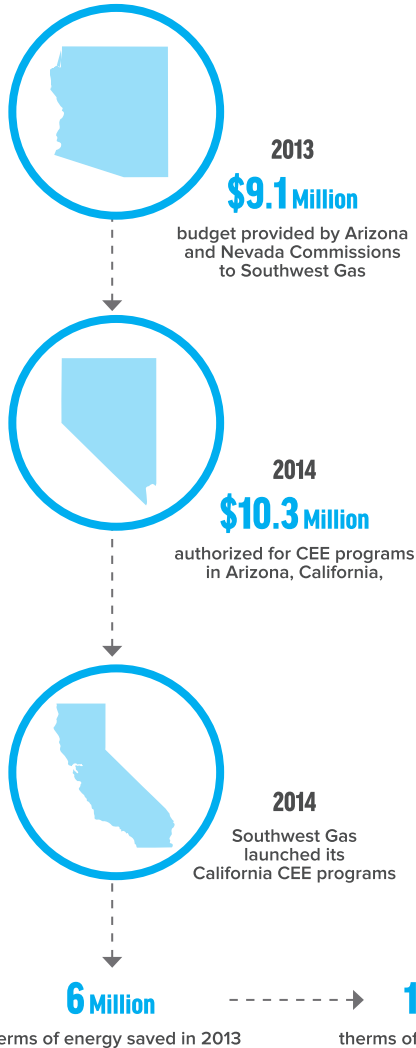 2013
$9.1 Million
budget provided by Arizona
and Nevada Commissions
to Southwest Gas
2014
$10.3 Million
authorized for CEE programs
in Arizona, California,
2014
Southwest Gas
launched its
California CEE programs
6 Million
erms of energy saved in 2013
1
therms of